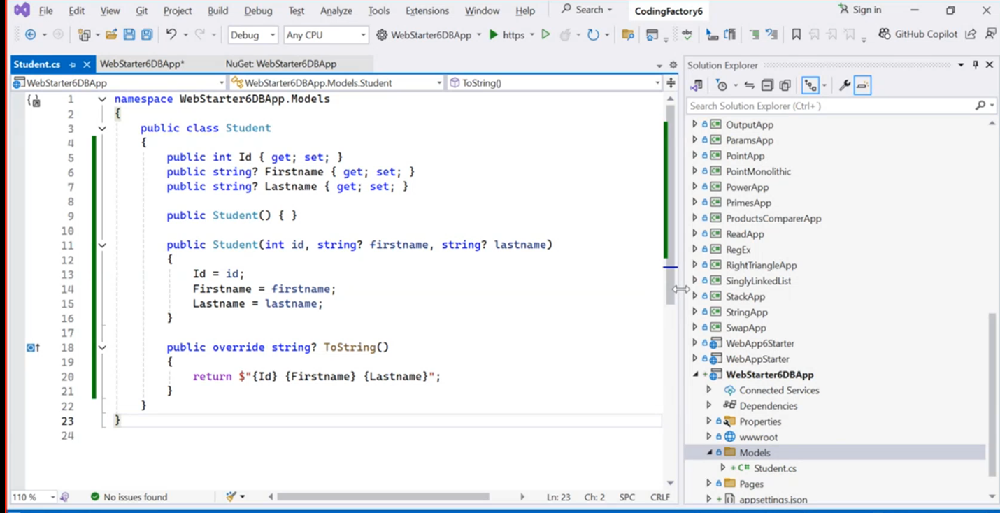 File Edit View Git Project Build Debug Test Analyze Tools Extensions Window Help Search CodingFactory6 Sign in
Debug Any CPU WebStarter6DBApp https GitHub Copilot
Student.cs WebStarter6DBApp* NuGet: WebStarter6DBApp
WebStarter6DBApp WebStarter6DBApp.Models.Student ToString()
1 namespace WebStarter6DBApp.Models
2 {
3 public class Student
4 {
5 public int Id { get; set; }
6 public string? Firstname { get; set; }
7 public string? Lastname { get; set; }
8
9 public Student() { }
10
11 public Student(int id, string? firstname, string? lastname)
12 {
13 Id = id;
14 Firstname = firstname;
15 Lastname = lastname;
16 }
17
18 public override string? ToString()
19 {
20 return $"{Id} {Firstname} {Lastname}";
21 }
22 }
23 }
24
110 % No issues found Ln: 23 Ch: 2 SPC CRLF
Solution Explorer
Search Solution Explorer (Ctrl+¨)
OutputApp
ParamsApp
PointApp
PointMonolithic
PowerApp
PrimesApp
ProductsComparerApp
ReadApp
RegEx
RightTriangleApp
SinglyLinkedList
StackApp
StringApp
SwapApp
WebApp6Starter
WebAppStarter
WebStarter6DBApp
Connected Services
Dependencies
Properties
wwwroot
Models
C# Student.cs
Pages
appsettings.json